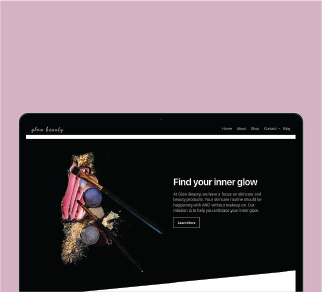 glow beauty
Home About Shop Contact Blog
Find your inner glow
At Glow Beauty, we have a focus on skincare and
beauty products. Your skincare routine should be
happening with AND without makeup on. Our
mission is to help you embrace your inner glow.
Learn More